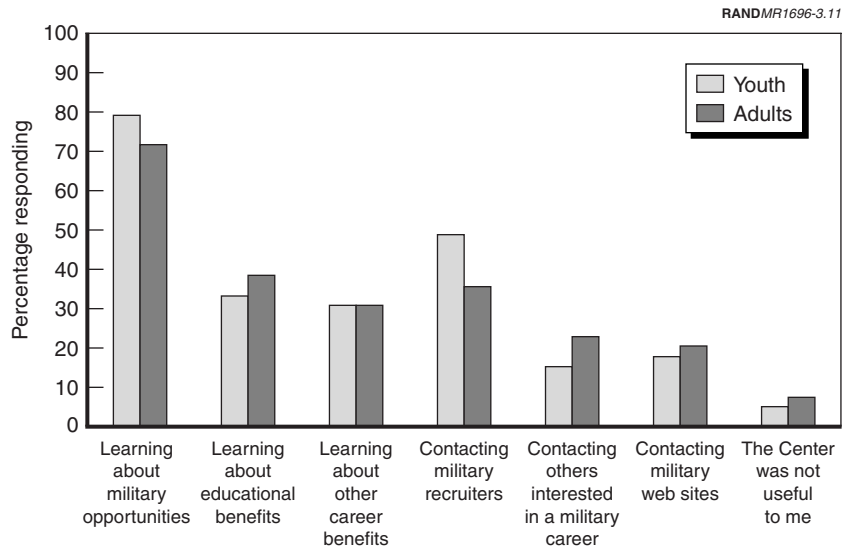 RANDMR1696-3.11
100
90
80
70
60
50
40
30
20
10
0
Percentage responding
Youth
Adults
Learning
about
military
opportunities
Learning
about
educational
benefits
Learning
about
other
career
benefits
Contacting
military
recruiters
Contacting
others
interested
in a military
career
Contacting
military
web sites
The Center
was not
useful
to me